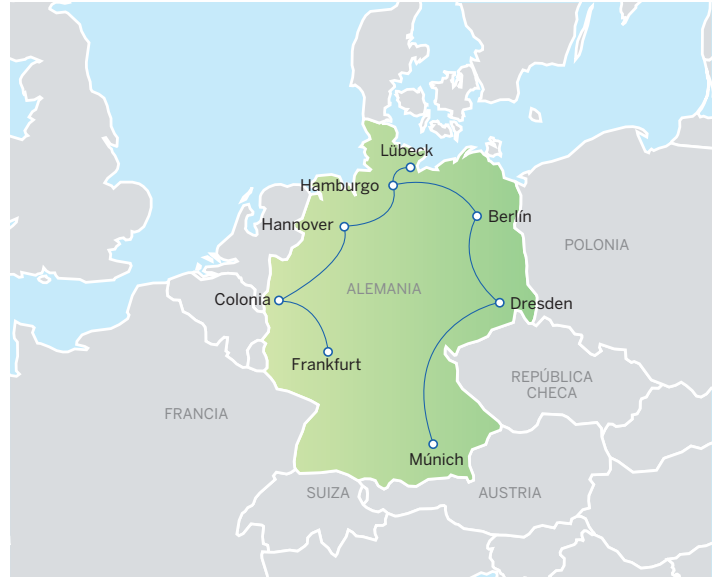 Lübeck
Hamburgo
Hannover
Berlín
POLONIA
ALEMANIA
Colonia
Dresden
Frankfurt
REPÚBLICA
CHECA
FRANCIA
Múnich
SUIZA
AUSTRIA